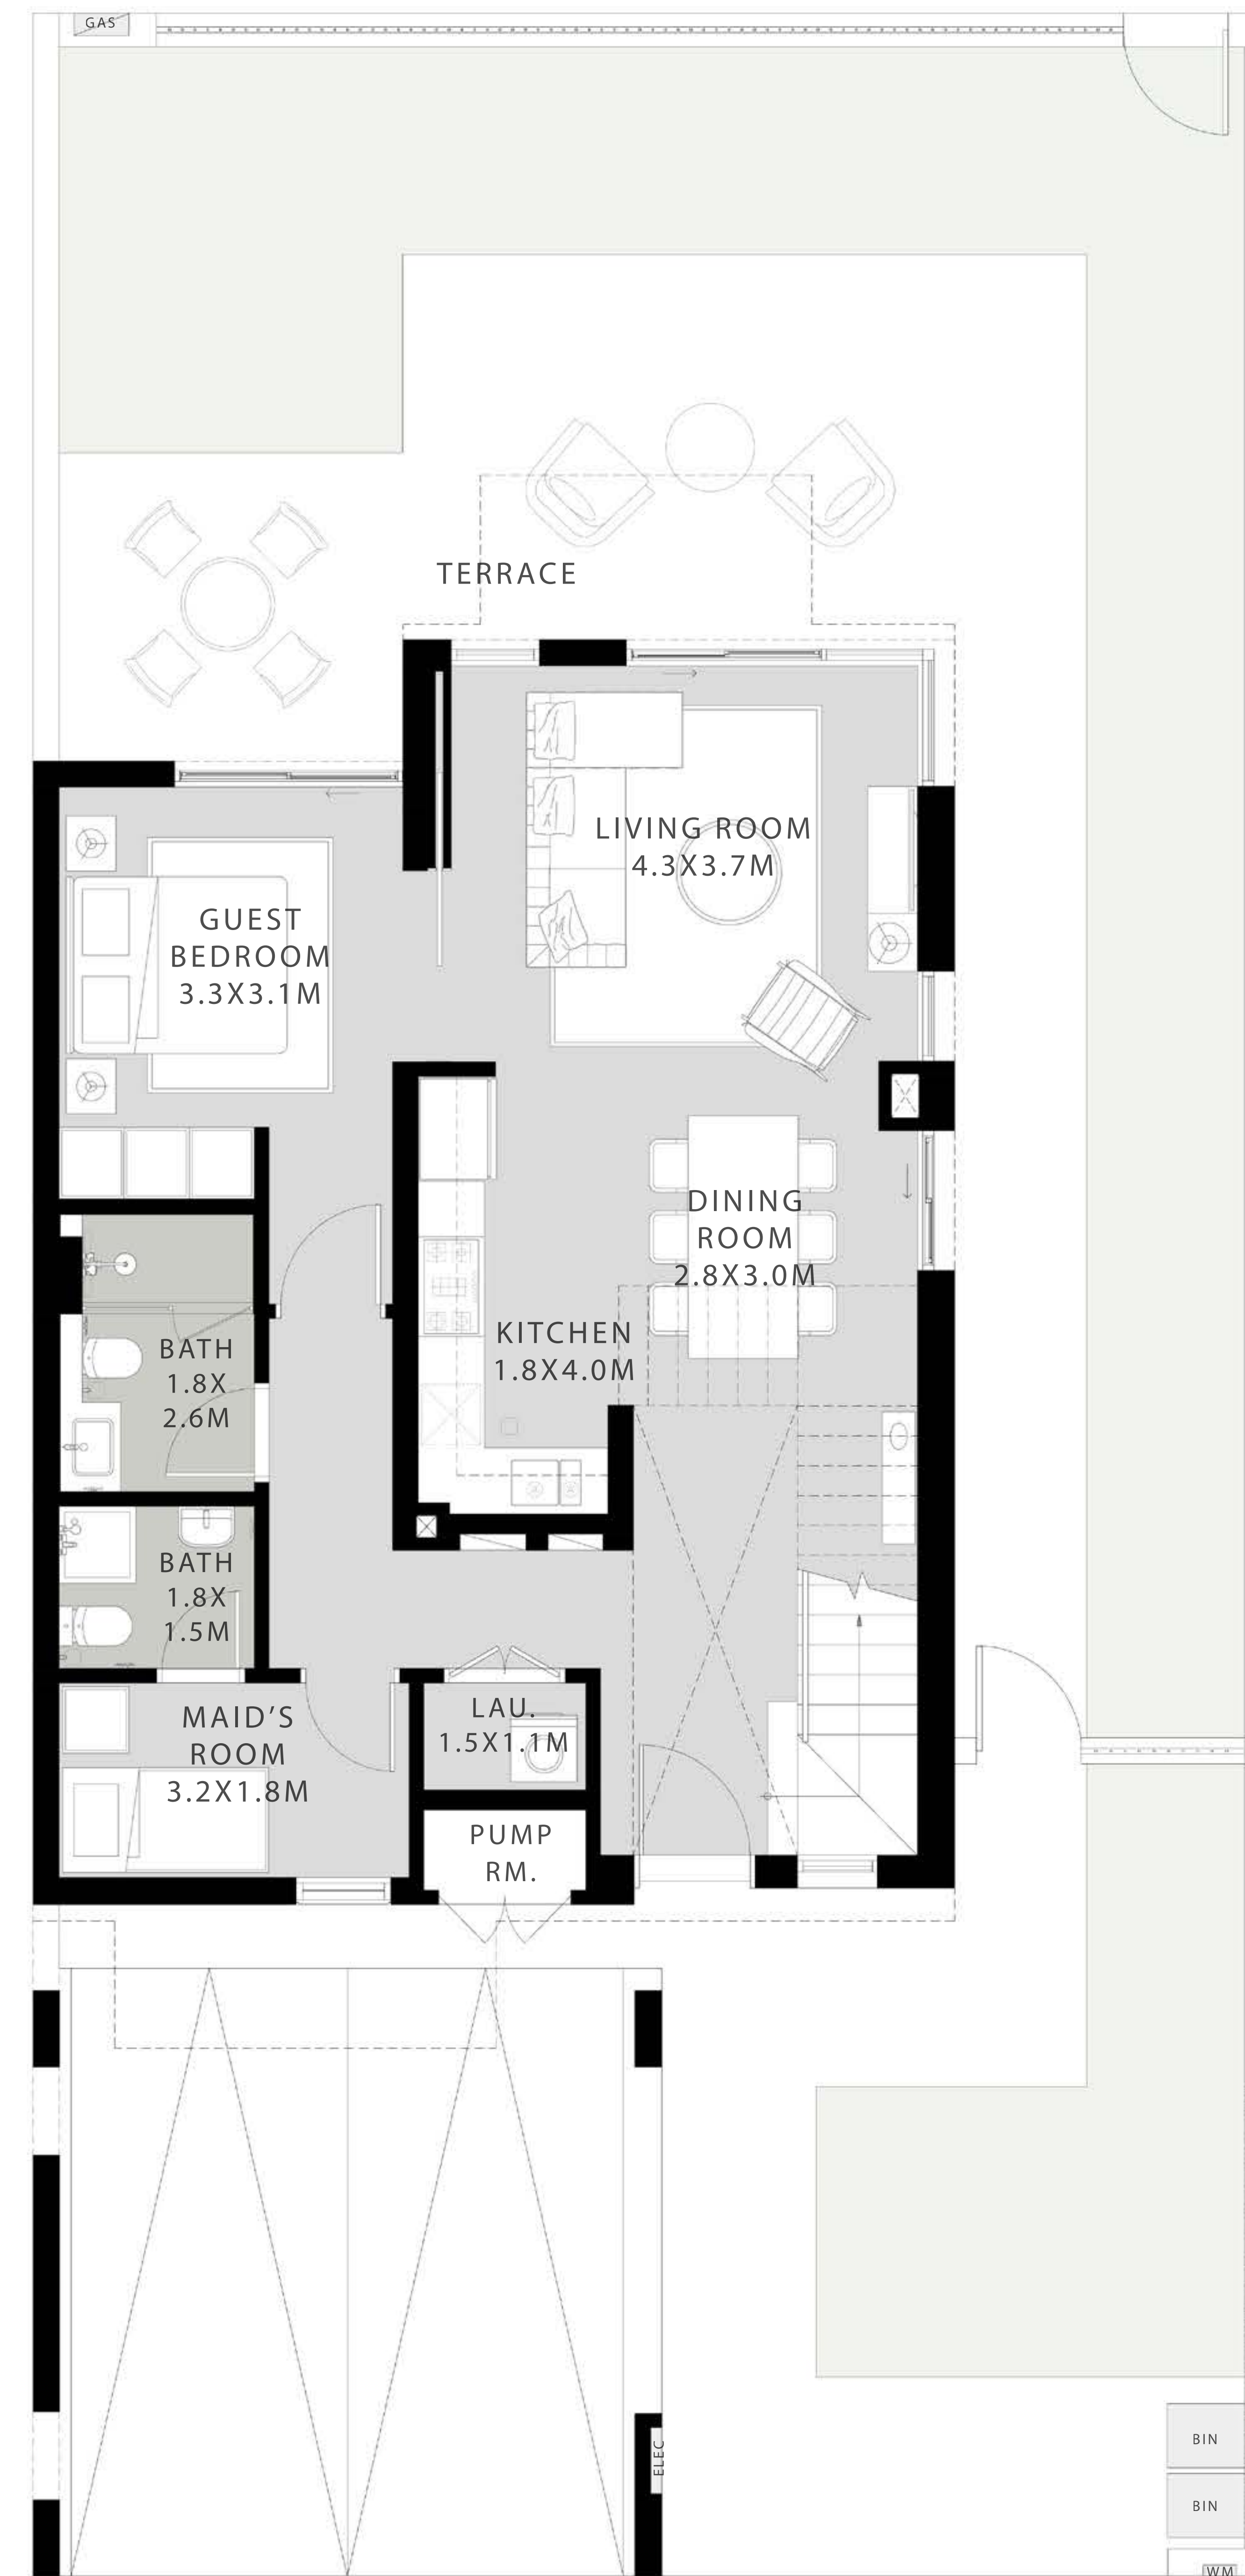 GAS
TERRACE
LIVING ROOM
4.3X3.7M
GUEST
BEDROOM
3.3X3.1M
DINING
ROOM
2.8X3.0M
KITCHEN
1.8X4.0M
BATH
1.8X
2.6M
BATH
1.8X
1.5M
MAID'S
ROOM
3.2X1.8M
LAU.
1.5X1.1M
PUMP
RM.
ELEC
BIN
BIN
WM